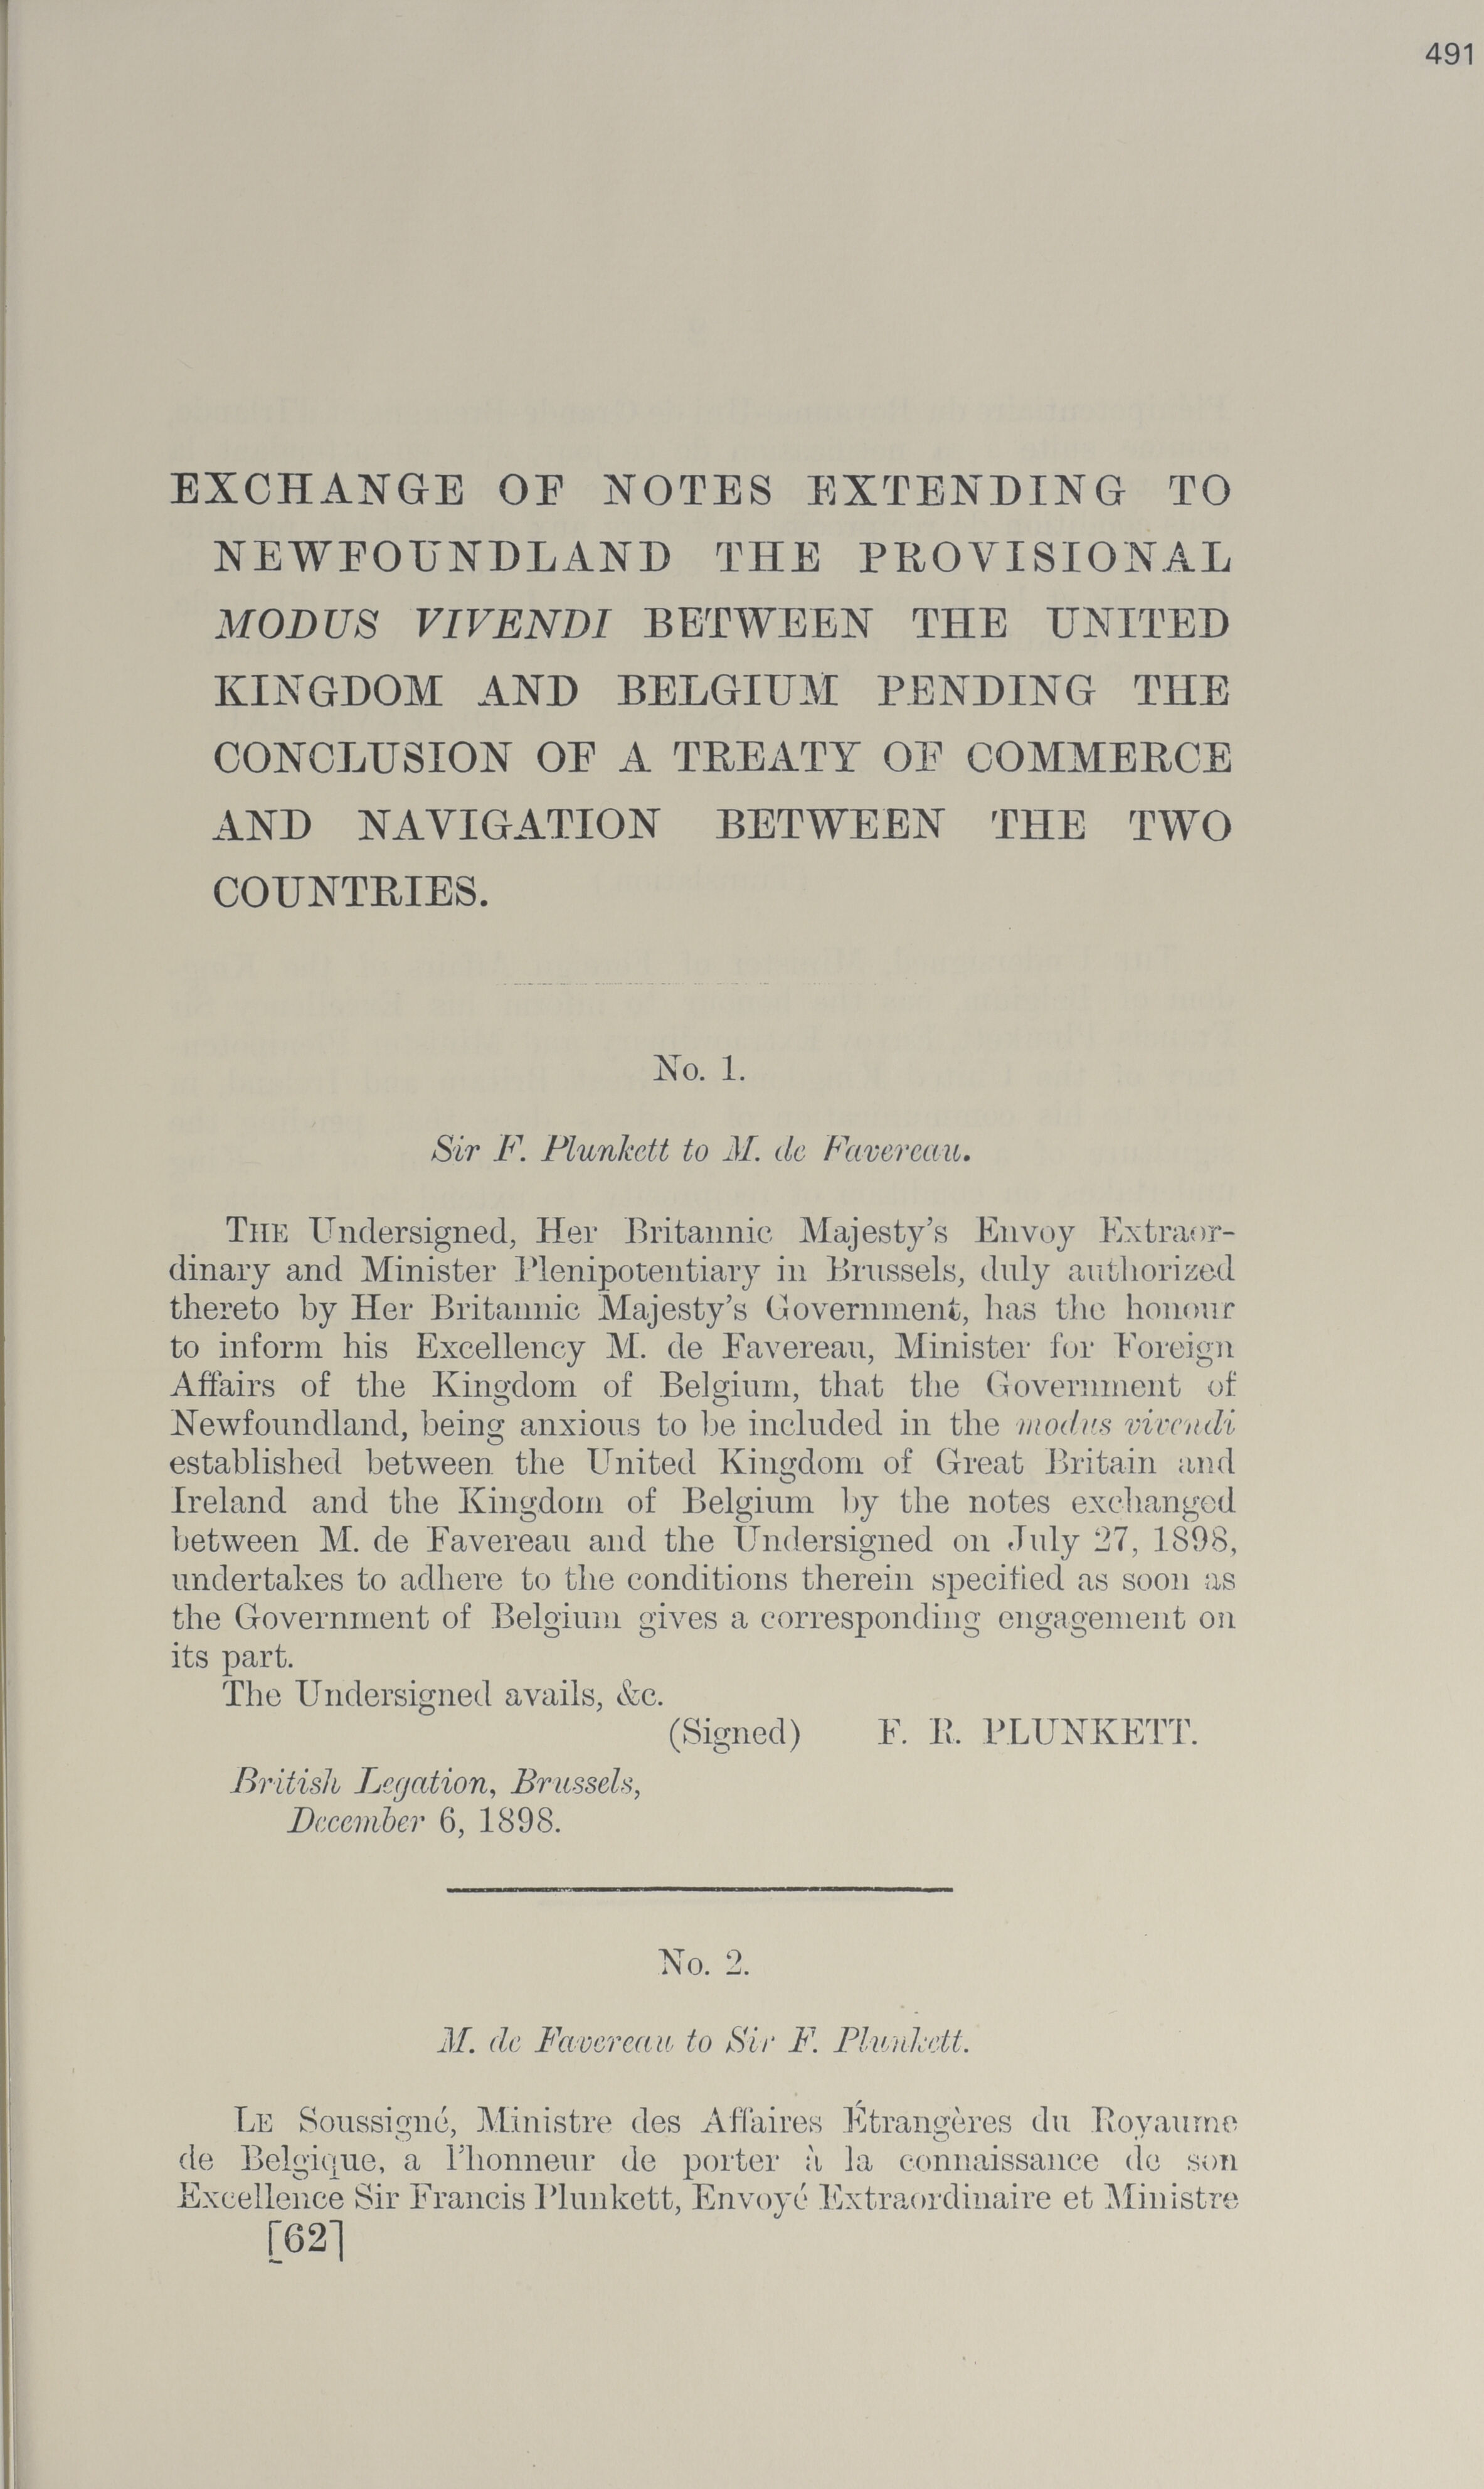 491
EXCHANGE OF NOTES EXTENDING TO
NEWFOUNDLAND THE PROVISIONAL
MODUS VIVENDI BETWEEN THE UNITED
KINGDOM AND BELGIUM PENDING THE
CONCLUSION OF A TREATY OF COMMERCE
AND NAVIGATION BETWEEN THE TWO
COUNTRIES.
No. 1.
Sir F. Plunkett to M. de Favereau.
THE Undersigned, Her Britannic Majesty's Envoy Extraor-
dinary and Minister Plenipotentiary in Brussels, duly authorized
thereto by Her Britannic Majesty's Government, has the honour
to inform his Excellency M. de Favereau, Minister for Foreign
Affairs of the Kingdom of Belgium, that the Government of
Newfoundland, being anxious to be included in the modus vivendi
established between the United Kingdom of Great Britain and
Ireland and the Kingdom of Belgium by the notes exchanged
between M. de Favereau and the Undersigned on July 27, 1898,
undertakes to adhere to the conditions therein specified as soon as
the Government of Belgium gives a corresponding engagement on
its part.
The Undersigned avails, &c.
(Signed) F. R. PLUNKETT.
British Legation, Brussels,
December 6, 1898.
No. 2.
M. de Favereau to Sir F. Plunkett.
LE Soussigné, Ministre des Affaires Étrangères du Royaume
de Belgique, a l'honneur de porter à la connaissance de son
Excellence Sir Francis Plunkett, Envoyé Extraordinaire et Ministre
[62]